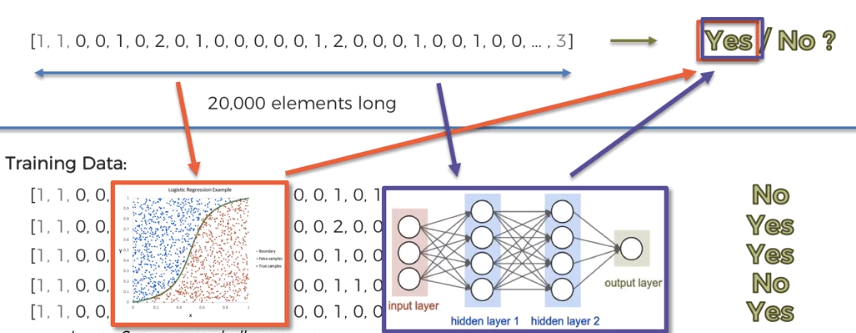 [1, 1, 0, 0, 1, 0, 2, 0, 1, 0, 0, 0, 0, 0, 1, 2, 0, 0, 0, 1, 0, 0, 1, 0, 0, ... , 3]
Yes / No ?
20,000 elements long
Training Data:
[1, 1, 0, 0,
0, 0, 1, 0, 1
No
[1, 1, 0, 0,
0, 0, 2, 0, 0
Yes
[1, 1, 0, 0,
0, 0, 1, 0, 0
Yes
[1, 1, 0, 0,
0, 0, 1, 1, 0
No
[1, 1, 0, 0,
0, 0, 1, 0, 0
Yes
Logistic Regression Example
Boundary
False samples
True samples
Y
X
input layer
hidden layer 1
hidden layer 2
output layer